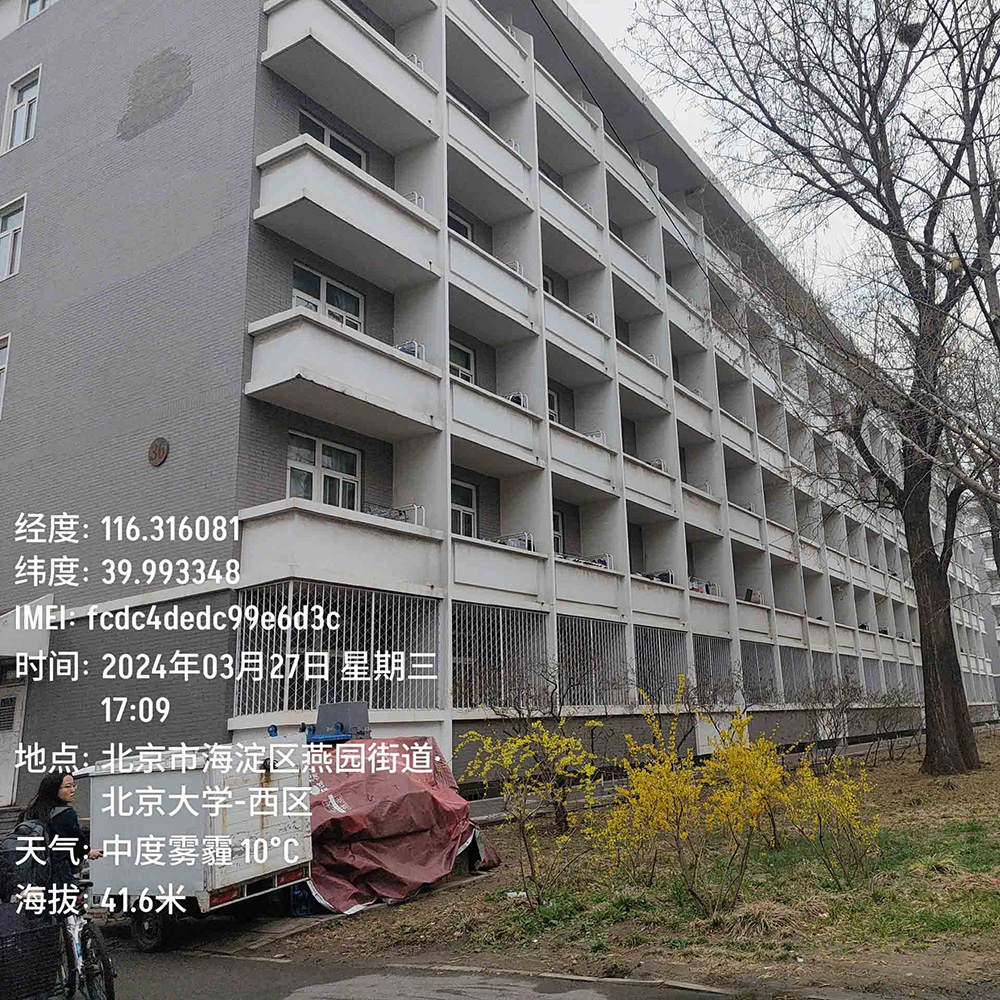 36
经度: 116.316081
纬度: 39.993348
IMEI: fcdc4dedc99e6d3c
时间: 2024年03月27日 星期三
17:09
地点: 北京市海淀区燕园街道·
北京大学-西区
天气: 中度雾霾 10°C
海拔: 41.6米